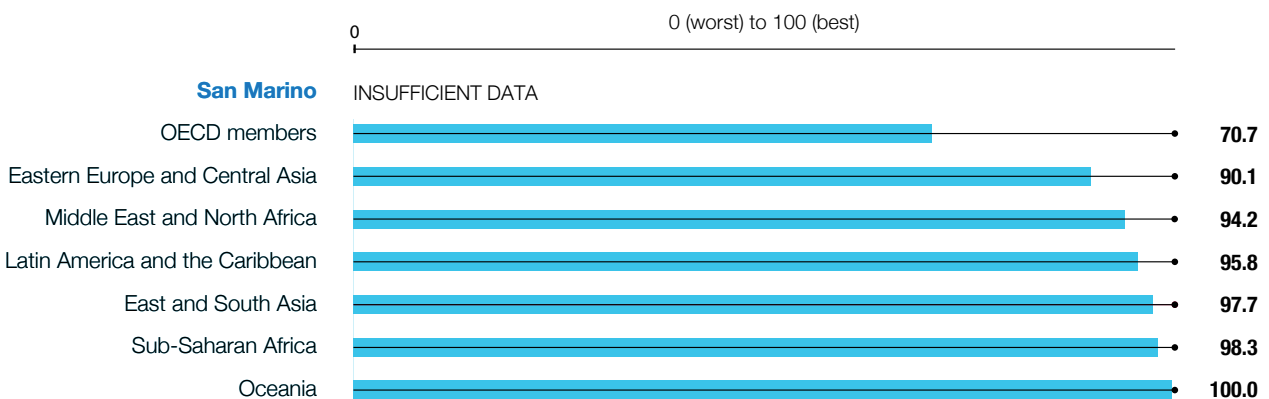 0 (worst) to 100 (best)
0
San Marino INSUFFICIENT DATA
OECD members 70.7
Eastern Europe and Central Asia 90.1
Middle East and North Africa 94.2
Latin America and the Caribbean 95.8
East and South Asia 97.7
Sub-Saharan Africa 98.3
Oceania 100.0